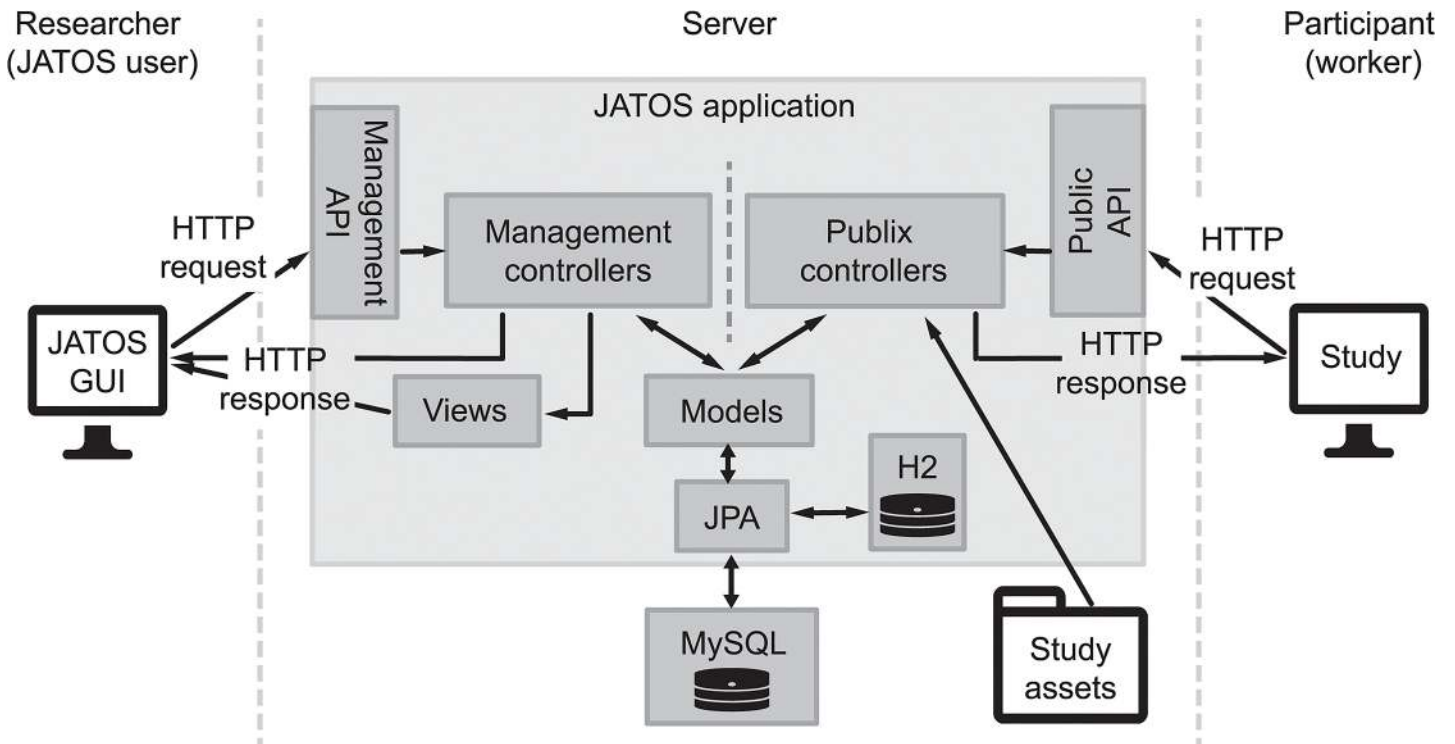 Researcher
(JATOS user)
Server
Participant
(worker)
JATOS application
Management
API
Public
API
Management
controllers
Publix
controllers
HTTP
request
HTTP
request
JATOS
GUI
HTTP
response
Views
Models
HTTP
response
Study
H2
JPA
MySQL
Study
assets